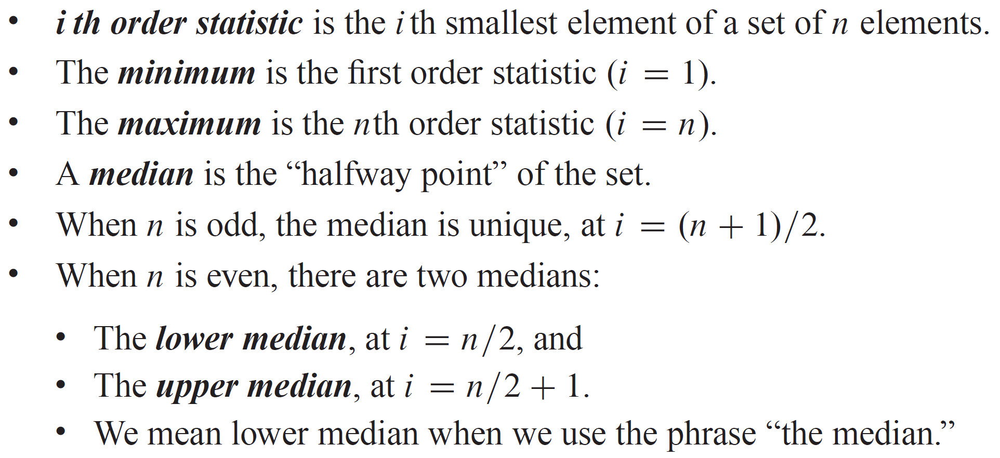 • i th order statistic is the i th smallest element of a set of n elements.
• The minimum is the first order statistic (i = 1).
• The maximum is the nth order statistic (i = n).
• A median is the “halfway point” of the set.
• When n is odd, the median is unique, at i = (n + 1)/2.
• When n is even, there are two medians:
• The lower median, at i = n/2, and
• The upper median, at i = n/2 + 1.
• We mean lower median when we use the phrase “the median.”